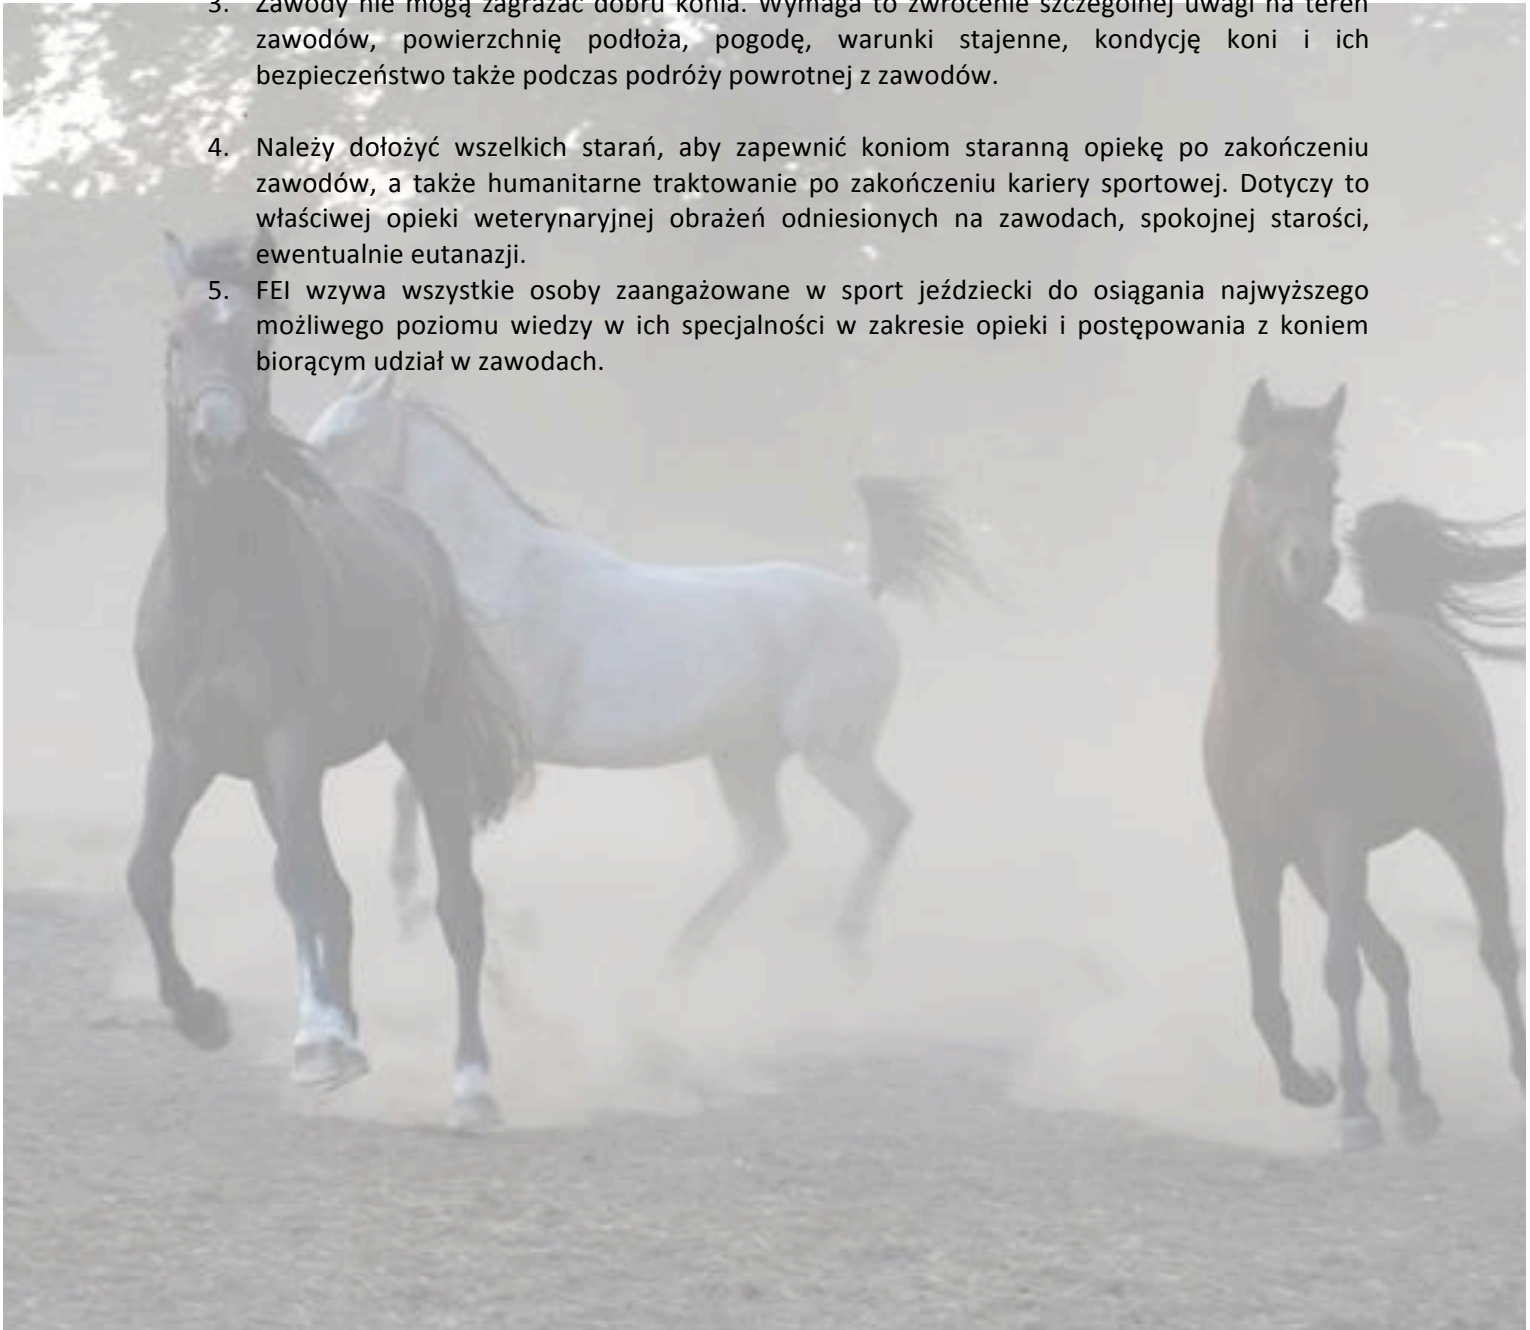 3. Zawody nie mogą zagrażać dobru konia. Wymaga to zwrócenie szczególnej uwagi na teren
zawodów, powierzchnię podłoża, pogodę, warunki stajenne, kondycję koni i ich
bezpieczeństwo także podczas podróży powrotnej z zawodów.
4. Należy dołożyć wszelkich starań, aby zapewnić koniom staranną opiekę po zakończeniu
zawodów, a także humanitarne traktowanie po zakończeniu kariery sportowej. Dotyczy to
właściwej opieki weterynaryjnej obrażeń odniesionych na zawodach, spokojnej starości,
ewentualnie eutanazji.
5. FEI wzywa wszystkie osoby zaangażowane w sport jeździecki do osiągania najwyższego
możliwego poziomu wiedzy w ich specjalności w zakresie opieki i postępowania z koniem
biorącym udział w zawodach.